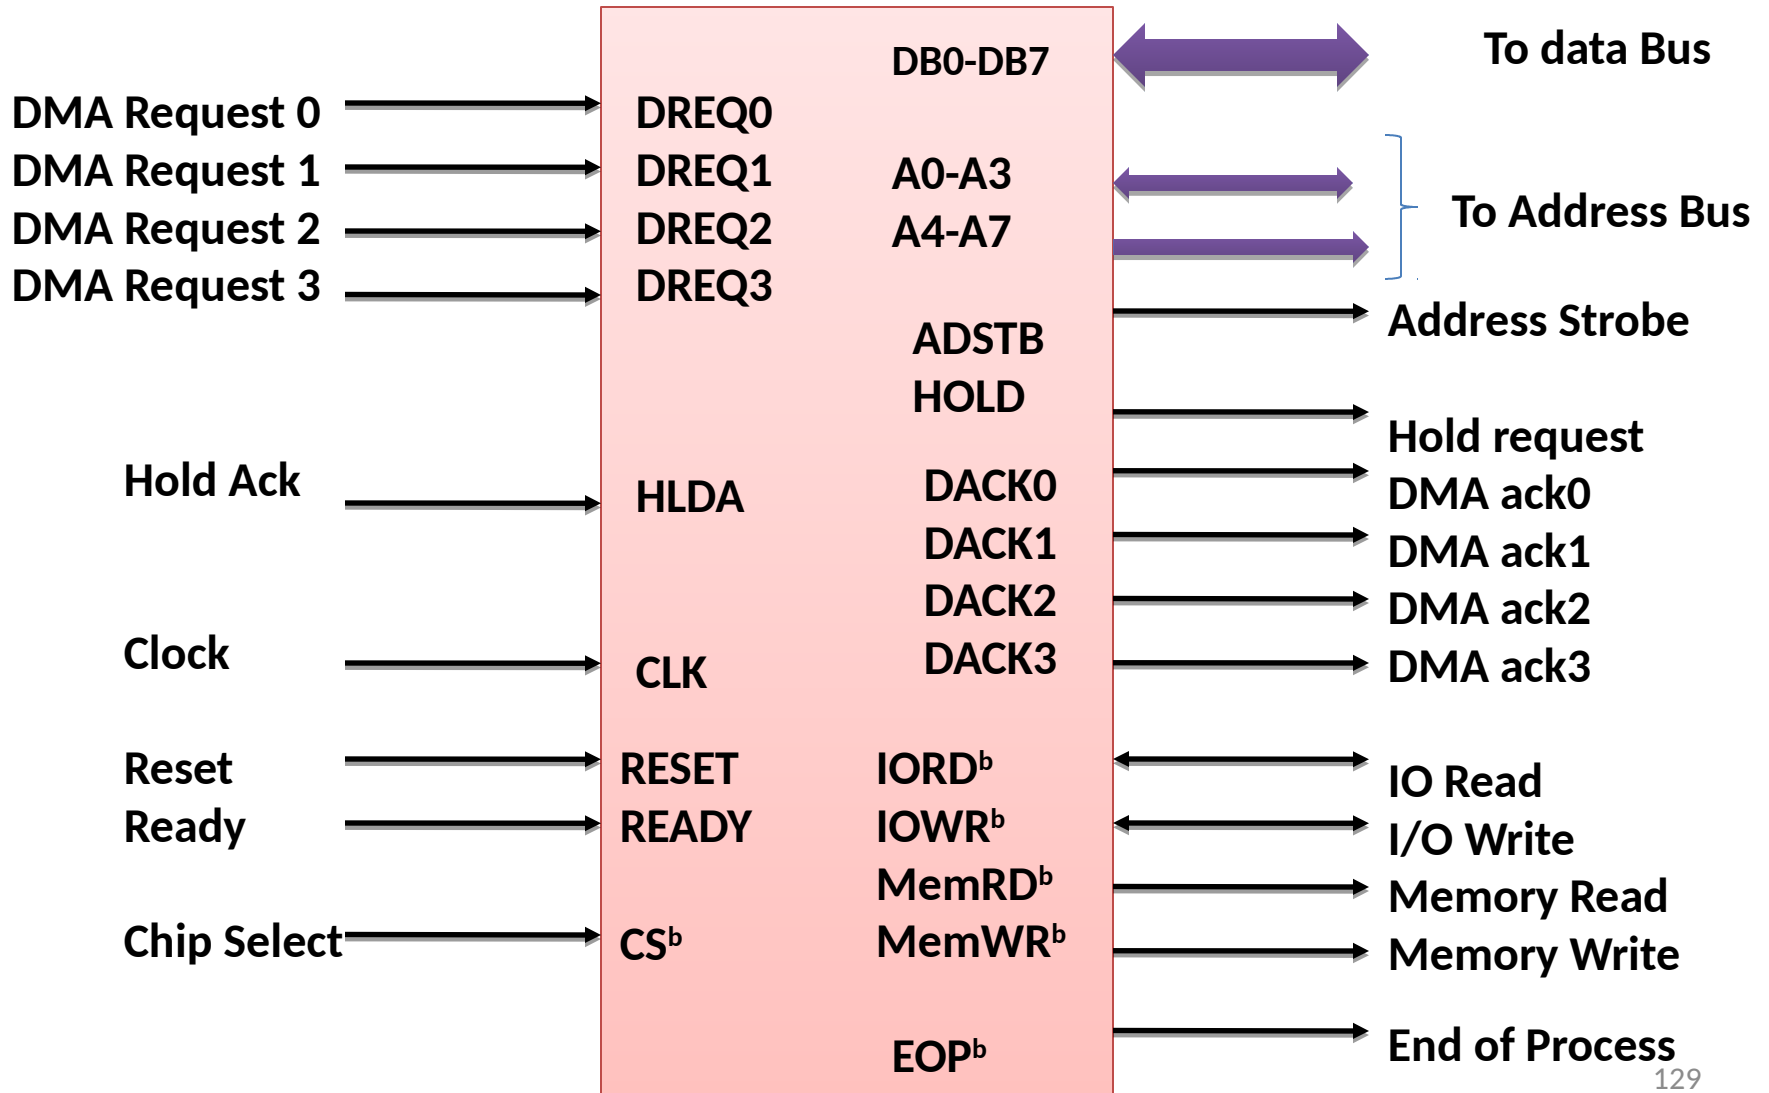 DMA Request 0
DMA Request 1
DMA Request 2
DMA Request 3
Hold Ack
Clock
Reset
Ready
Chip Select
DREQ0
DREQ1
DREQ2
DREQ3
HLDA
CLK
RESET
READY
CSᵇ
DB0-DB7
A0-A3
A4-A7
ADSTB
HOLD
DACK0
DACK1
DACK2
DACK3
IORDᵇ
IOWRᵇ
MemRDᵇ
MemWRᵇ
EOPᵇ
To data Bus
To Address Bus
Address Strobe
Hold request
DMA ack0
DMA ack1
DMA ack2
DMA ack3
IO Read
I/O Write
Memory Read
Memory Write
End of Process
129